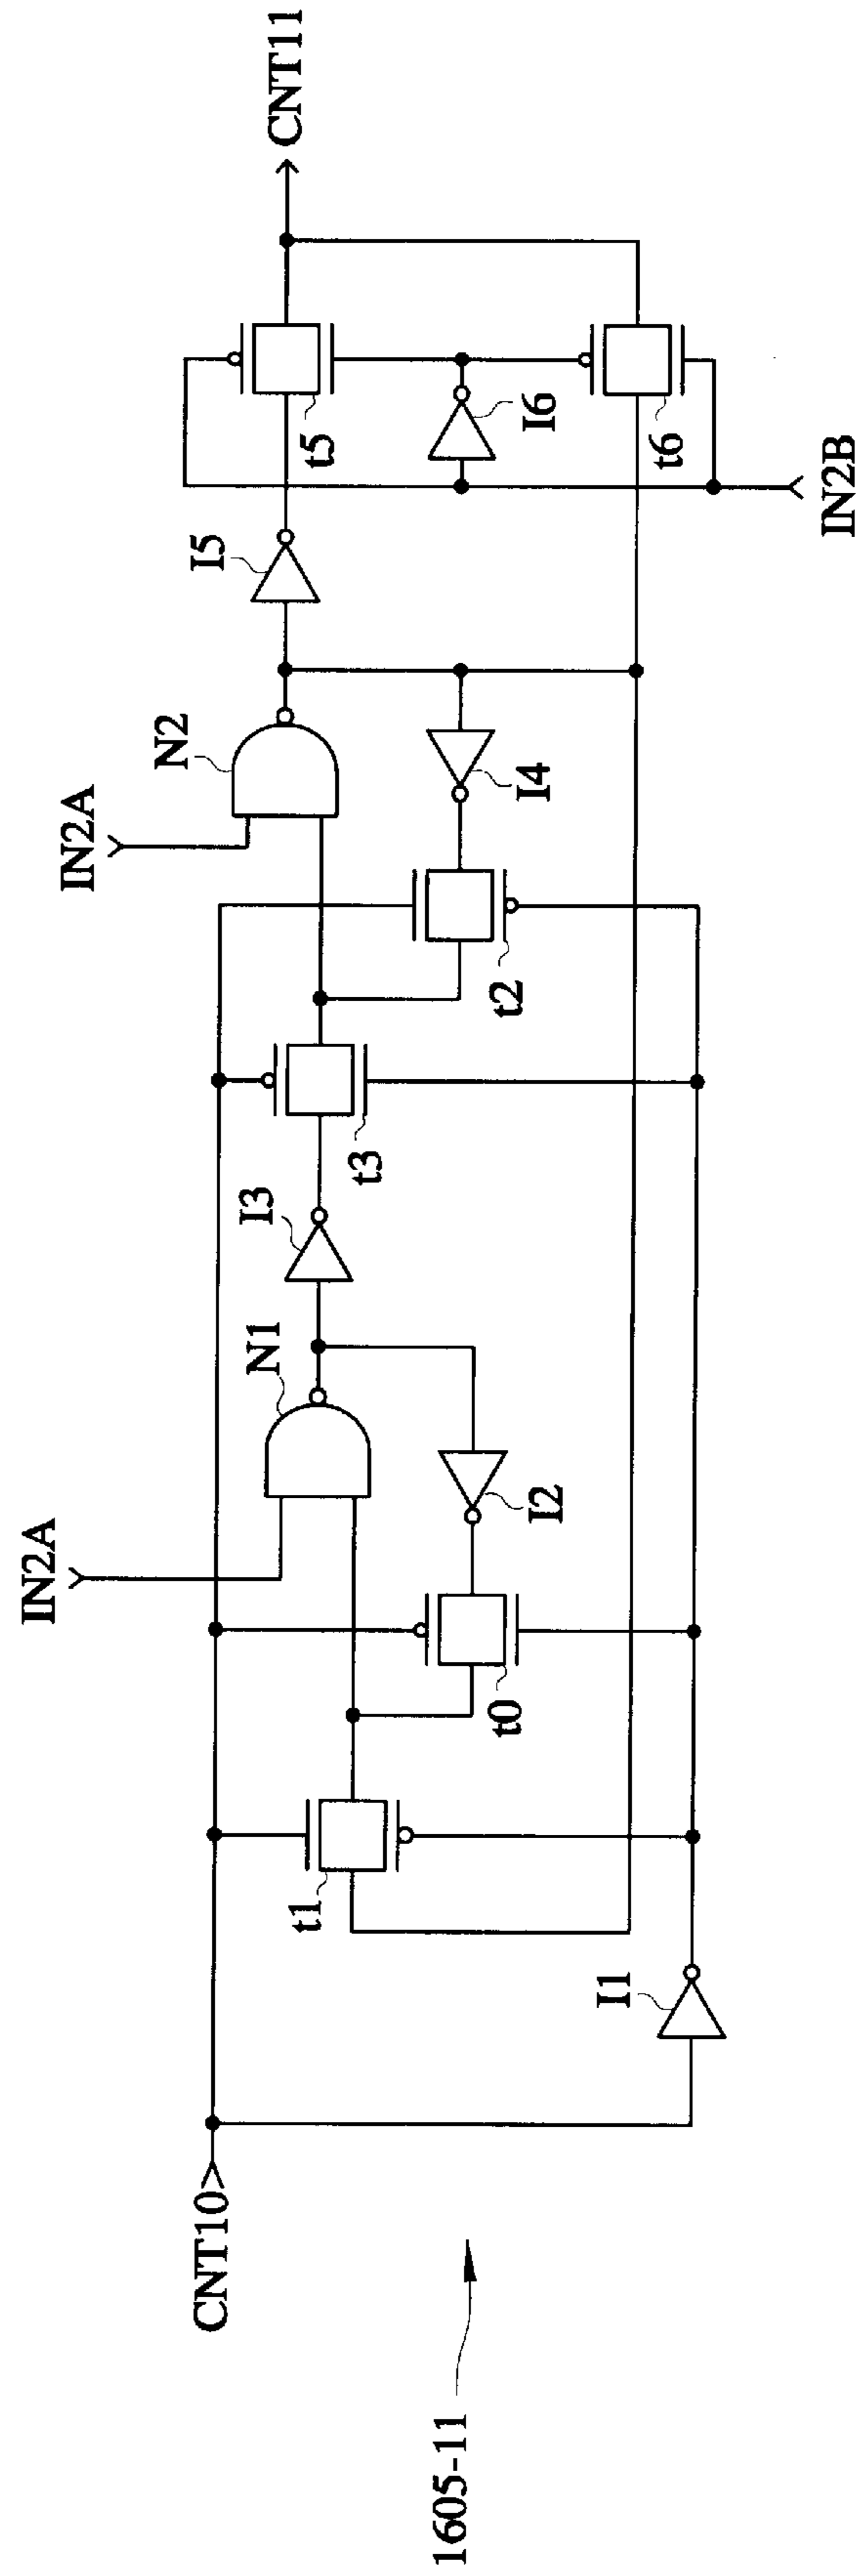 1605-11
CNT10
I1
t1
t0
IN2A
N1
I2
I3
t3
t2
IN2A
N2
I4
I5
t5
I6
t6
IN2B
CNT11